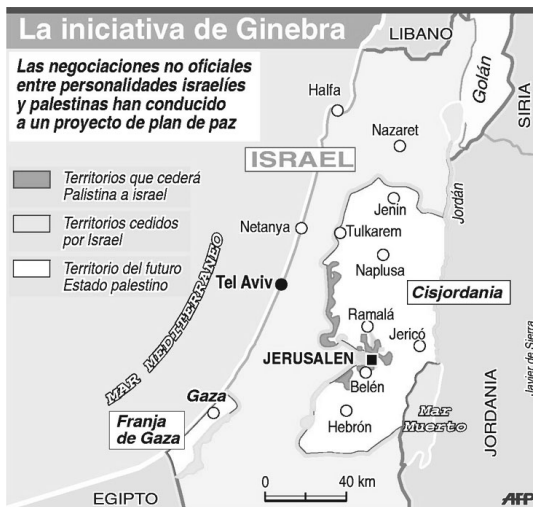 La iniciativa de Ginebra
Las negociaciones no oficiales
entre personalidades israelíes
y palestinas han conducido
a un proyecto de plan de paz
Territorios que cederá
Palistina a israel
Territorios cedidos
por Israel
Territorio del futuro
Estado palestino
LIBANO
Golán
SIRIA
Halfa
Nazaret
ISRAEL
Jordán
Jenin
Netanya
Tulkarem
Naplusa
MAR MEDITERRANEO
Tel Aviv
Cisjordania
Ramalá
Jericó
JERUSALEN
Belén
Javier de Sierra
Gaza
Franja
de Gaza
Hebrón
Mar
Muerto
JORDANIA
EGIPTO
0 40 km
AFP